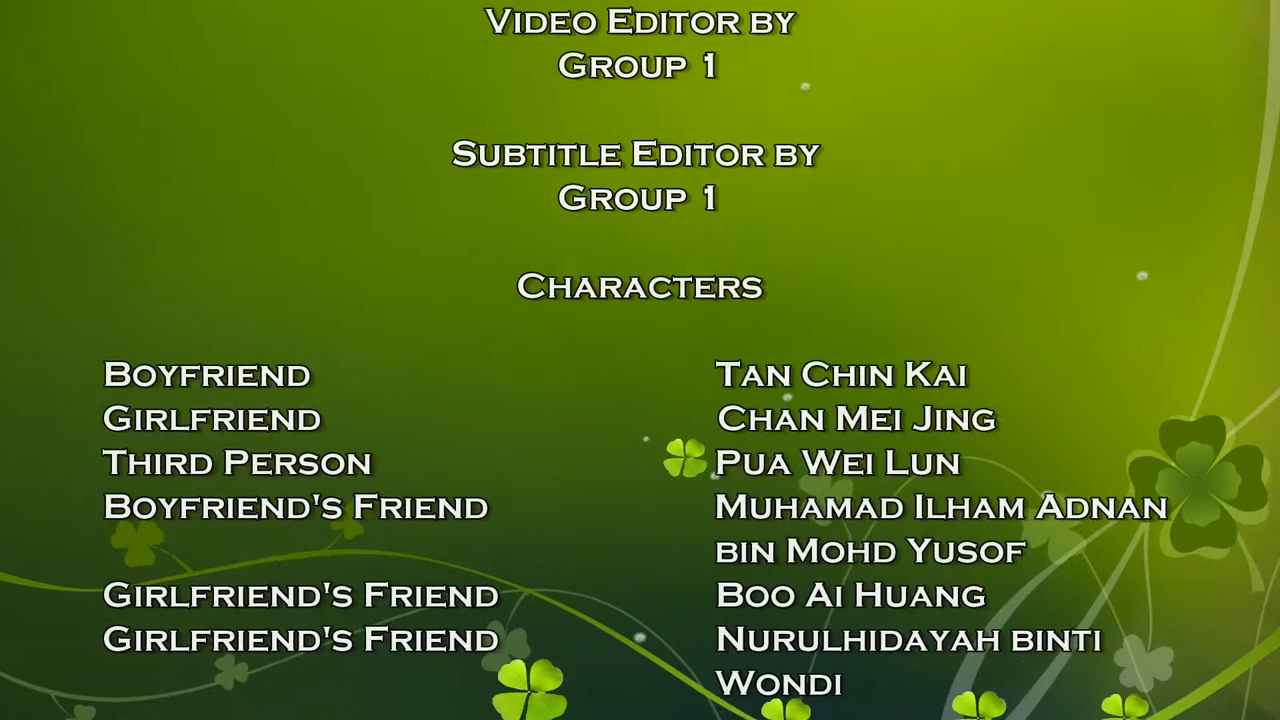 Video Editor by
Group 1
Subtitle Editor by
Group 1
Characters
Boyfriend Tan Chin Kai
Girlfriend Chan Mei Jing
Third Person Pua Wei Lun
Boyfriend's Friend Muhamad Ilham Adnan
bin Mohd Yusof
Girlfriend's Friend Boo Ai Huang
Girlfriend's Friend Nurulhidayah binti
Wondi